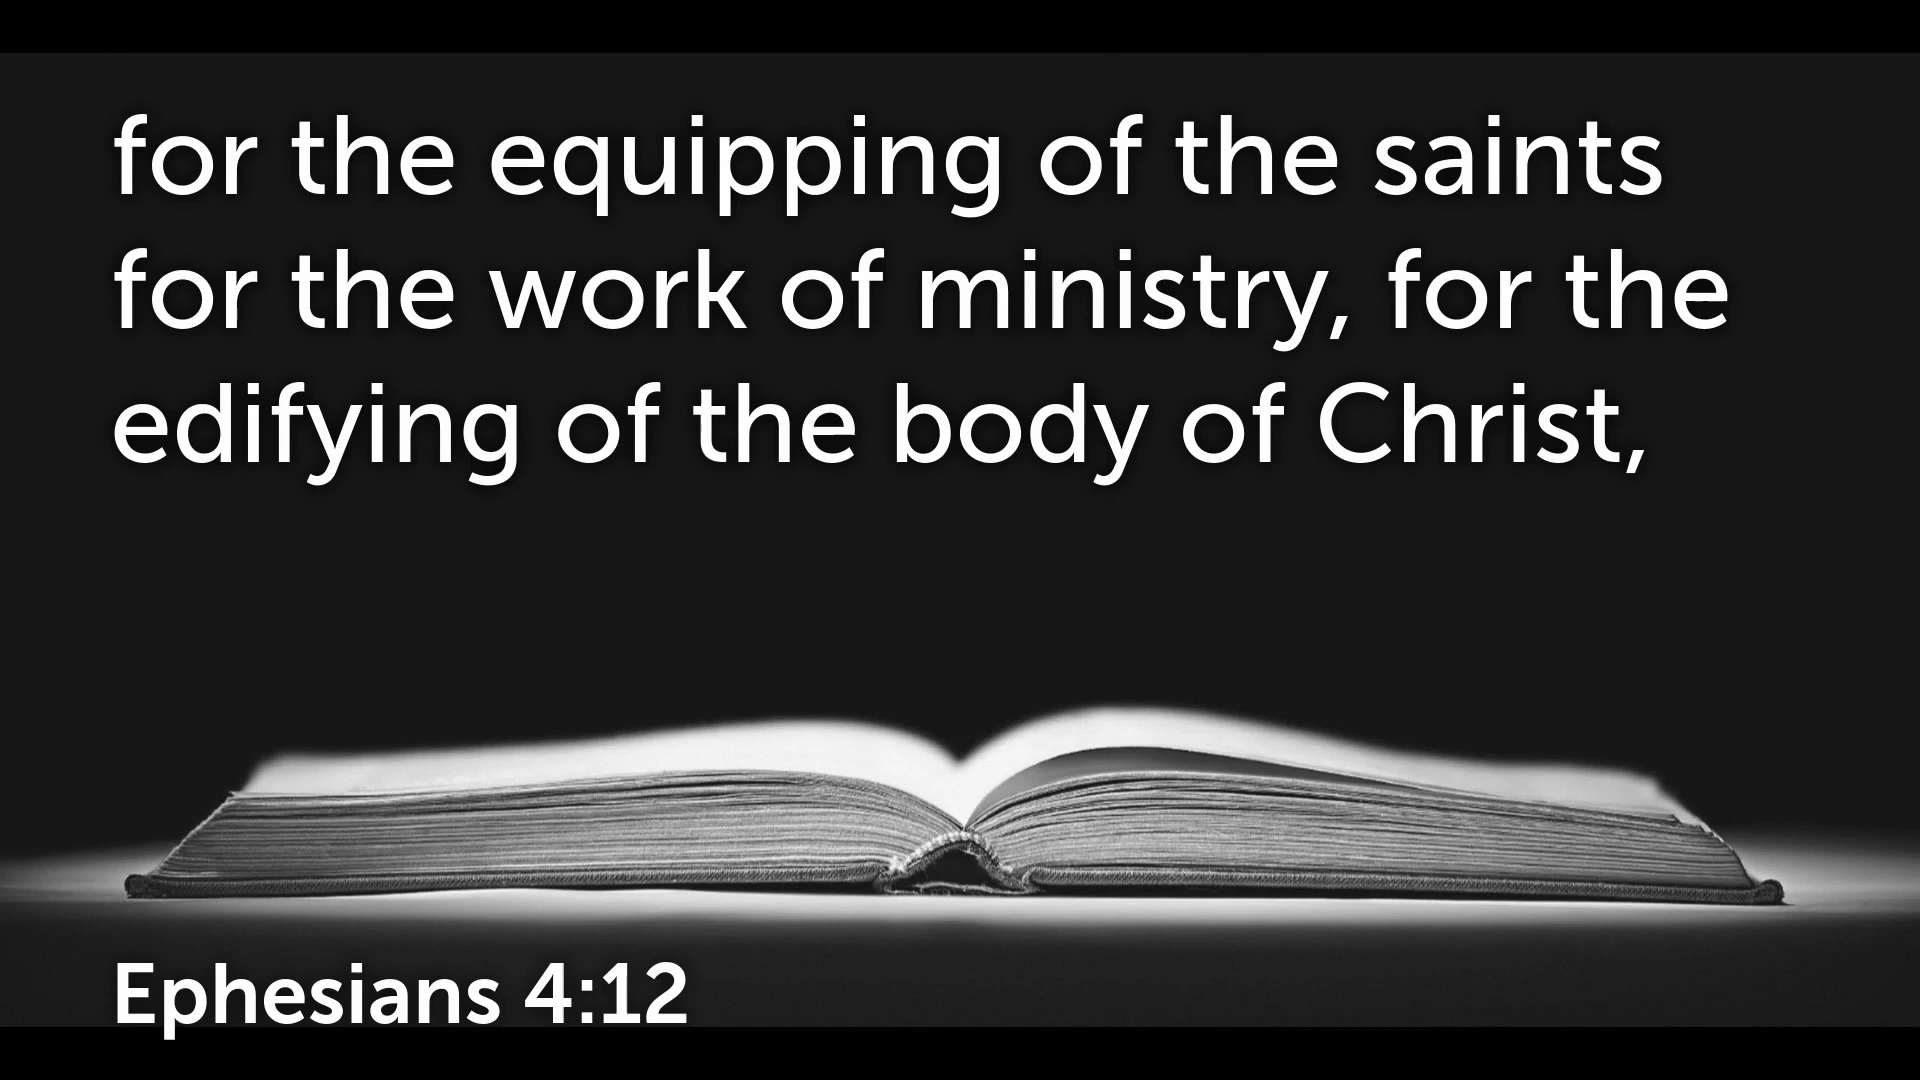 for the equipping of the saints
for the work of ministry, for the
edifying of the body of Christ,
Ephesians 4:12